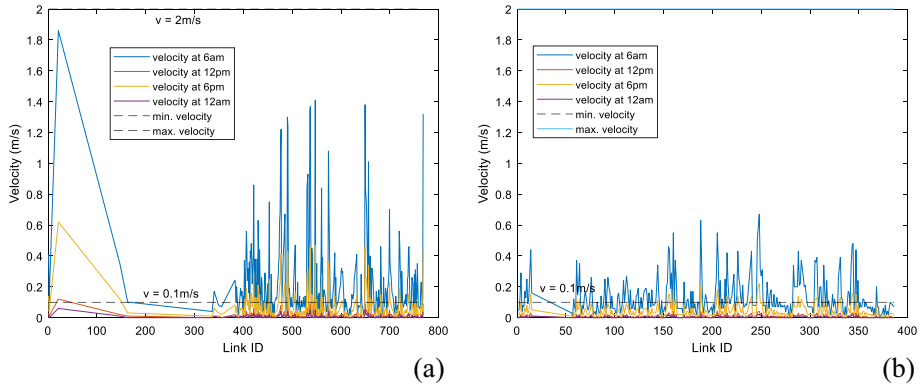 2
1.8
1.6
1.4
1.2
1
0.8
0.6
0.4
0.2
0
Velocity (m/s)
v = 2m/s
velocity at 6am
velocity at 12pm
velocity at 6pm
velocity at 12am
min. velocity
max. velocity
v = 0.1m/s
0 100 200 300 400 500 600 700 800
Link ID
(a)
2
1.8
1.6
1.4
1.2
1
0.8
0.6
0.4
0.2
0
Velocity (m/s)
velocity at 6am
velocity at 12pm
velocity at 6pm
velocity at 12am
min. velocity
max. velocity
v = 0.1m/s
0 50 100 150 200 250 300 350 400
Link ID
(b)